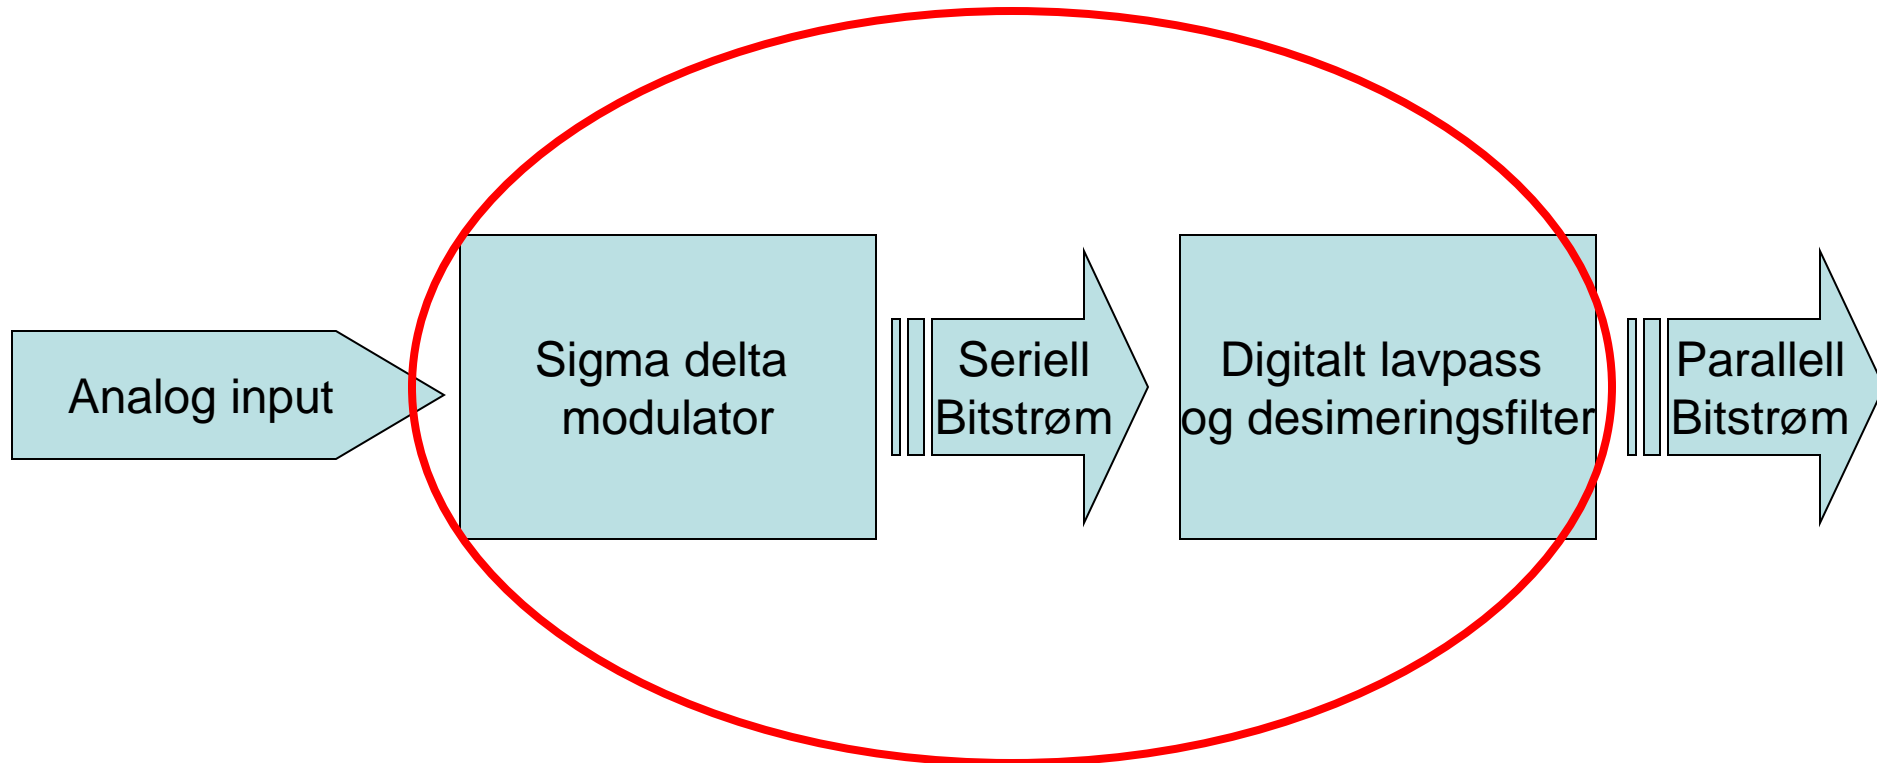 Analog input
Sigma delta
modulator
Seriell
Bitstrøm
Digitalt lavpass
og desimeringsfilter
Parallell
Bitstrøm